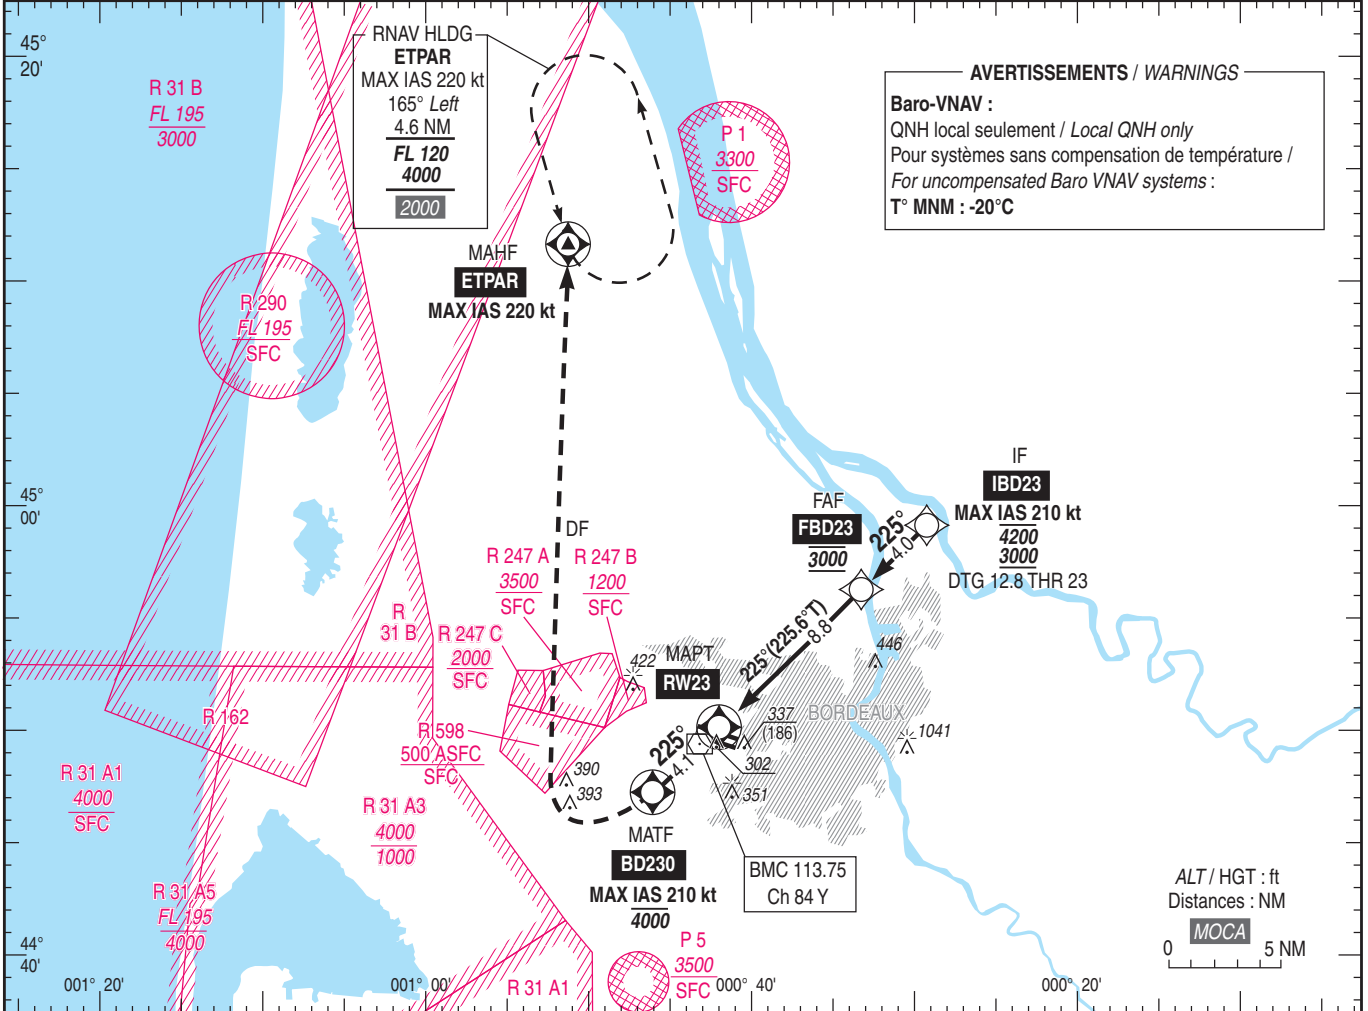 45°
20'
R 31 B
FL 195
3000
RNAV HLDG
ETPAR
MAX IAS 220 kt
165° Left
4.6 NM
FL 120
4000
2000
P 1
3300
SFC
AVERTISSEMENTS / WARNINGS
Baro-VNAV :
QNH local seulement / Local QNH only
Pour systèmes sans compensation de température /
For uncompensated Baro VNAV systems :
T° MNM : -20°C
MAHF
ETPAR
MAX IAS 220 kt
R 290
FL 195
SFC
45°
00'
IF
IBD23
MAX IAS 210 kt
4200
3000
DTG 12.8 THR 23
FAF
FBD23
3000
225°
4.0
DF
R 247 A
3500
SFC
R 247 B
1200
SFC
R
31 B
R 247 C
2000
SFC
225°(225.6°T)
8.8
446
422
MAPT
RW23
R 162
R 598
500 ASFC
SFC
BORDEAUX
337
(186)
1041
302
351
225°
4.1
390
393
R 31 A1
4000
SFC
R 31 A3
4000
1000
MATF
BD230
MAX IAS 210 kt
4000
BMC 113.75
Ch 84 Y
R 31 A5
FL 195
4000
ALT / HGT : ft
Distances : NM
MOCA
0 5 NM
44°
40'
P 5
3500
SFC
R 31 A1
001° 20'
001° 00'
000° 40'
000° 20'